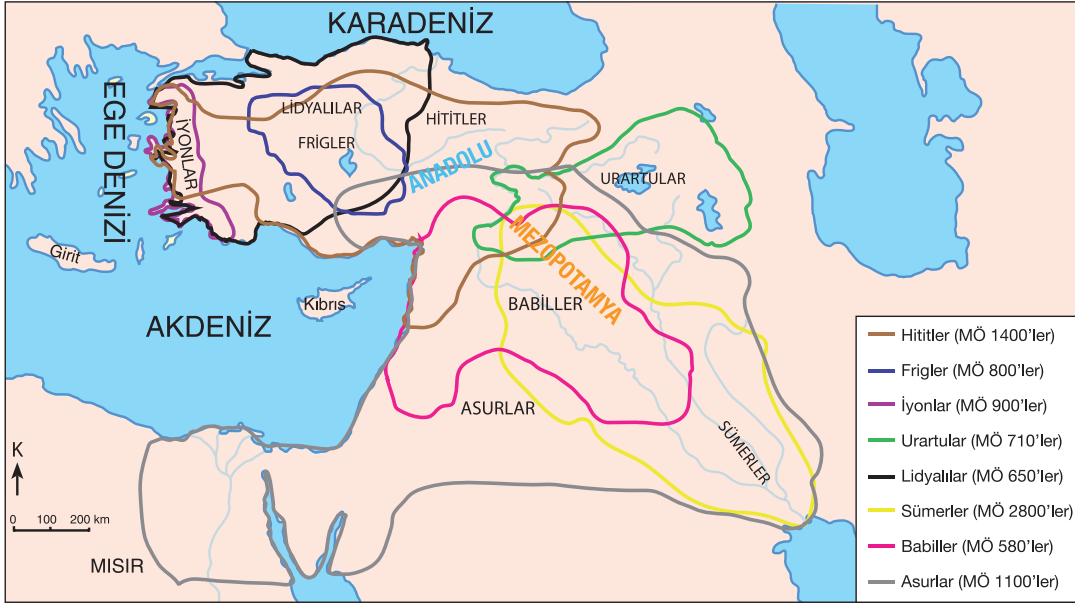 KARADENİZ
EGE DENİZİ
İYONLAR
LİDYALILAR
FRİGLER
HİTİTLER
ANADOLU
URARTULAR
MEZOPOTAMYA
Girit
Kıbrıs
BABİLLER
AKDENİZ
ASURLAR
SÜMERLER
K
0 100 200 km
MISIR
Hititler (MÖ 1400'ler)
Frigler (MÖ 800'ler)
İyonlar (MÖ 900'ler)
Urartular (MÖ 710'ler)
Lidyalılar (MÖ 650'ler)
Sümerler (MÖ 2800'ler)
Babiller (MÖ 580'ler)
Asurlar (MÖ 1100'ler)